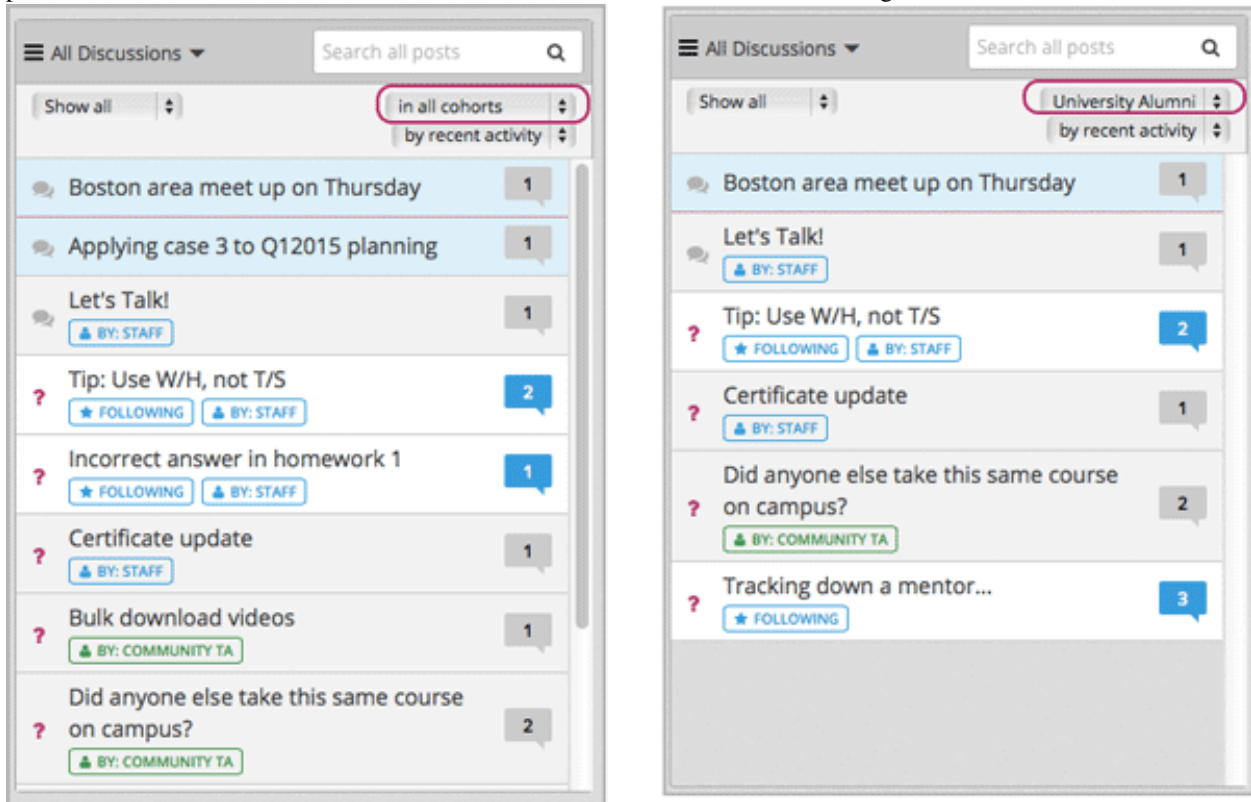 All Discussions
Search all posts
Show all
in all cohorts
by recent activity
Boston area meet up on Thursday
1
Applying case 3 to Q12015 planning
1
Let's Talk!
1
BY: STAFF
Tip: Use W/H, not T/S
2
FOLLOWING BY: STAFF
Incorrect answer in homework 1
1
FOLLOWING BY: STAFF
Certificate update
1
BY: STAFF
Bulk download videos
1
BY: COMMUNITY TA
Did anyone else take this same course
on campus?
2
BY: COMMUNITY TA
All Discussions
Search all posts
Show all
University Alumni
by recent activity
Boston area meet up on Thursday
1
Let's Talk!
1
BY: STAFF
Tip: Use W/H, not T/S
2
FOLLOWING BY: STAFF
Certificate update
1
BY: STAFF
Did anyone else take this same course
on campus?
2
BY: COMMUNITY TA
Tracking down a mentor...
3
FOLLOWING